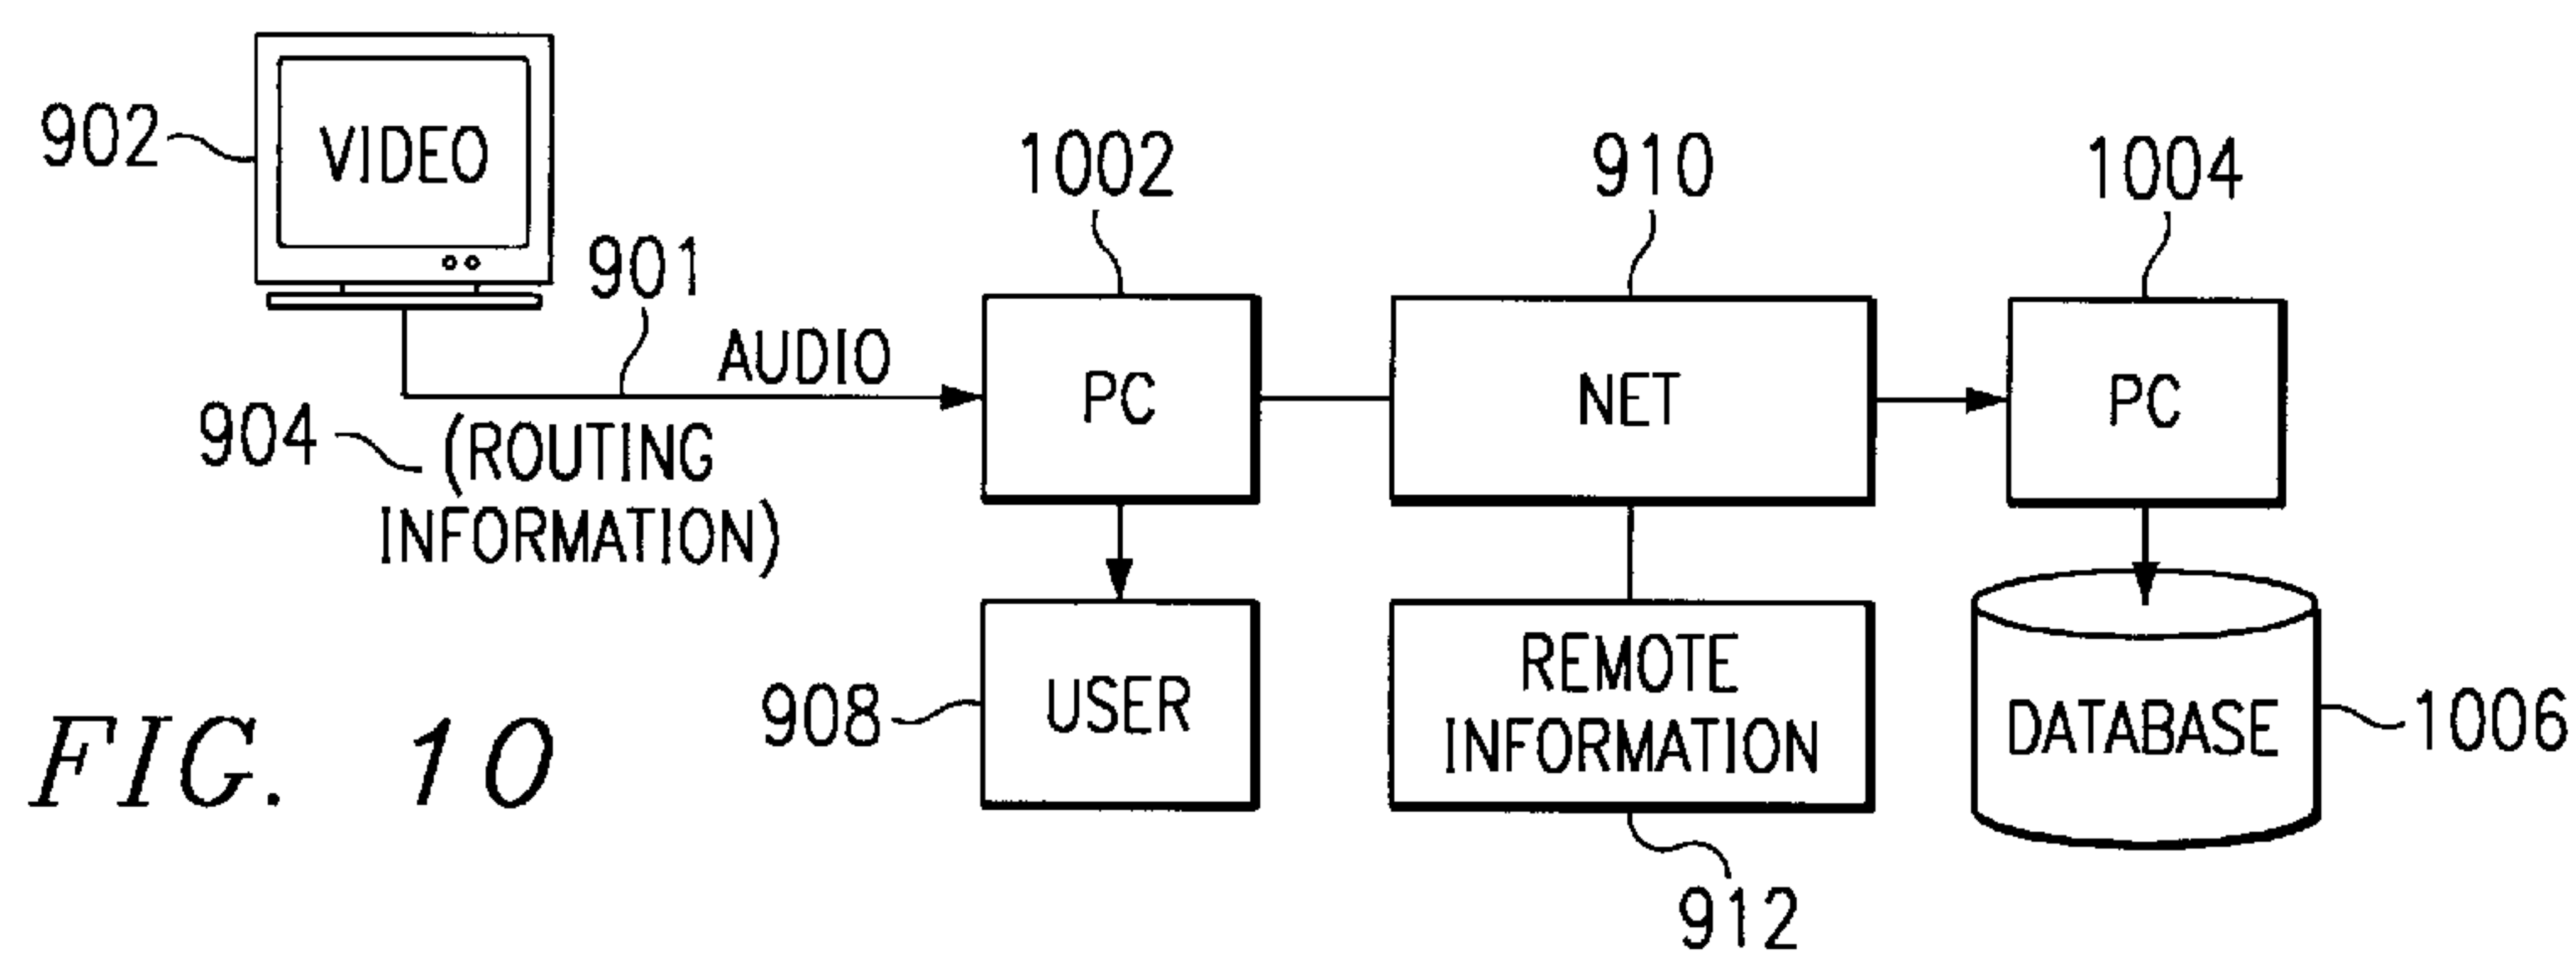 902
VIDEO
901
AUDIO
904
(ROUTING
INFORMATION)
1002
PC
910
NET
1004
PC
908
USER
REMOTE
INFORMATION
912
DATABASE
1006
FIG. 10